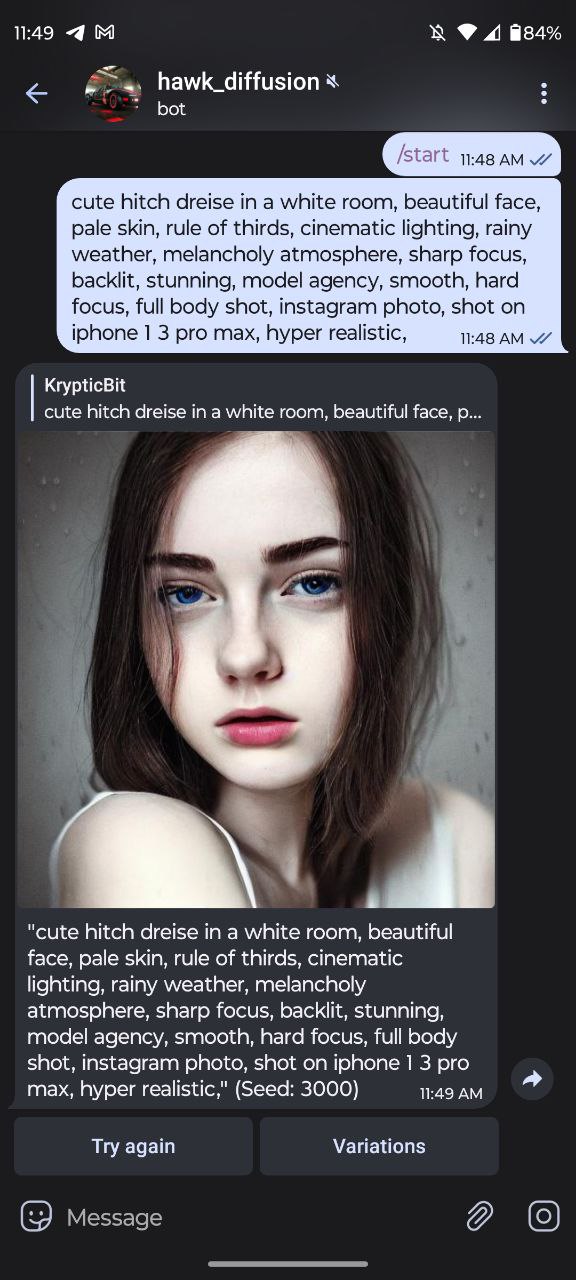 11:49
84%
hawk_diffusion
bot
/start 11:48 AM
cute hitch dreise in a white room, beautiful face,
pale skin, rule of thirds, cinematic lighting, rainy
weather, melancholy atmosphere, sharp focus,
backlit, stunning, model agency, smooth, hard
focus, full body shot, instagram photo, shot on
iphone 1 3 pro max, hyper realistic, 11:48 AM
KrypticBit
cute hitch dreise in a white room, beautiful face, p...
"cute hitch dreise in a white room, beautiful
face, pale skin, rule of thirds, cinematic
lighting, rainy weather, melancholy
atmosphere, sharp focus, backlit, stunning,
model agency, smooth, hard focus, full body
shot, instagram photo, shot on iphone 1 3 pro
max, hyper realistic," (Seed: 3000) 11:49 AM
Try again
Variations
Message